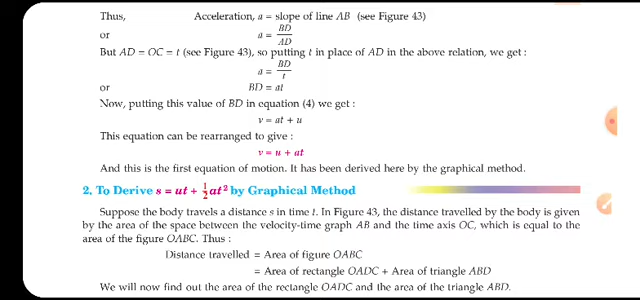 Thus, Acceleration, a = slope of line AB (see Figure 43)
or a = BD/AD
But AD = OC = t (see Figure 43), so putting t in place of AD in the above relation, we get :
a = BD/t
or BD = at
Now, putting this value of BD in equation (4) we get :
v = at + u
This equation can be rearranged to give :
v = u + at
And this is the first equation of motion. It has been derived here by the graphical method.
2. To Derive s = ut + ½at² by Graphical Method
Suppose the body travels a distance s in time t. In Figure 43, the distance travelled by the body is given
by the area of the space between the velocity-time graph AB and the time axis OC, which is equal to the
area of the figure OABC. Thus :
Distance travelled = Area of figure OABC
= Area of rectangle OADC + Area of triangle ABD
We will now find out the area of the rectangle OADC and the area of the triangle ABD.